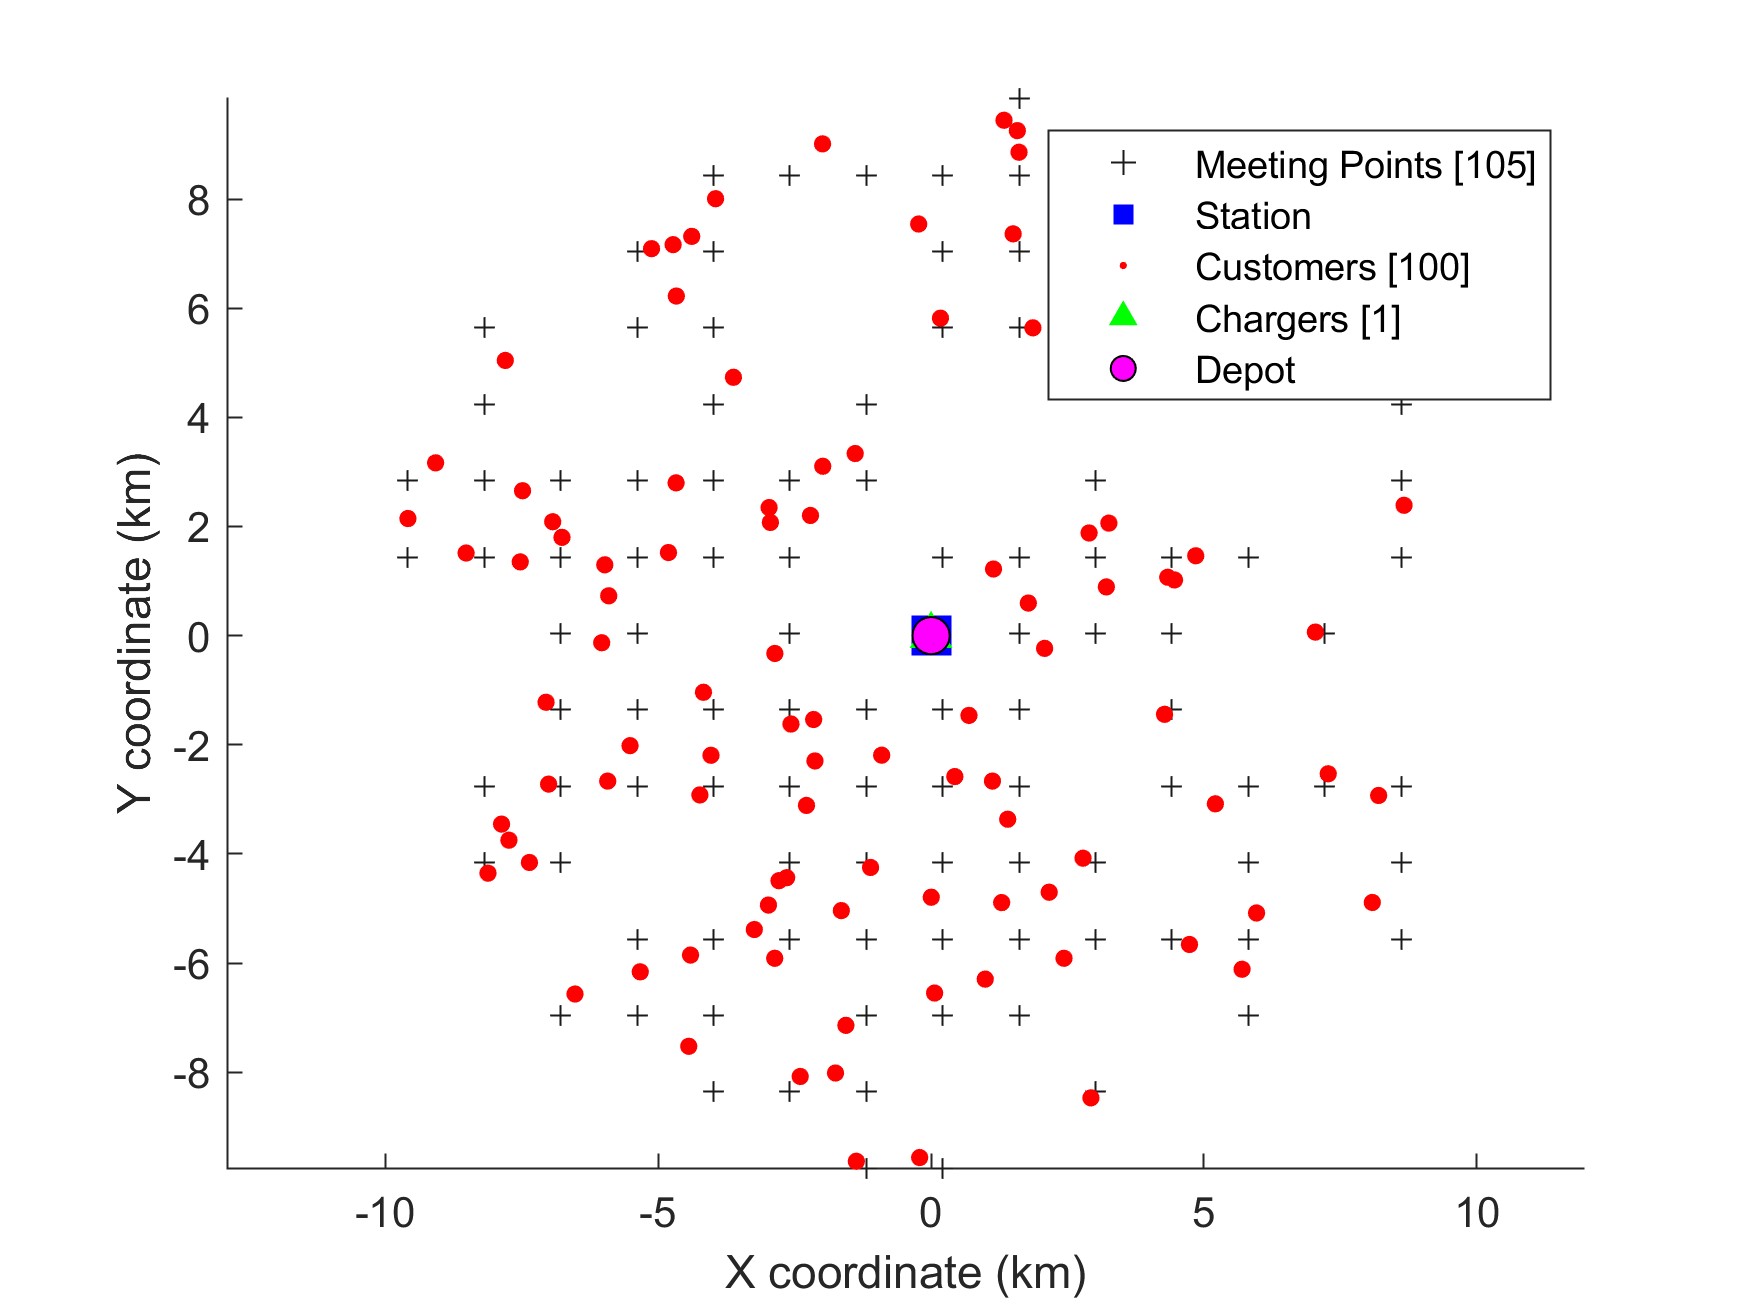 Meeting Points [105]
Station
Customers [100]
Chargers [1]
Depot
8
6
4
2
0
-2
-4
-6
-8
Y coordinate (km)
-10
-5
0
5
10
X coordinate (km)